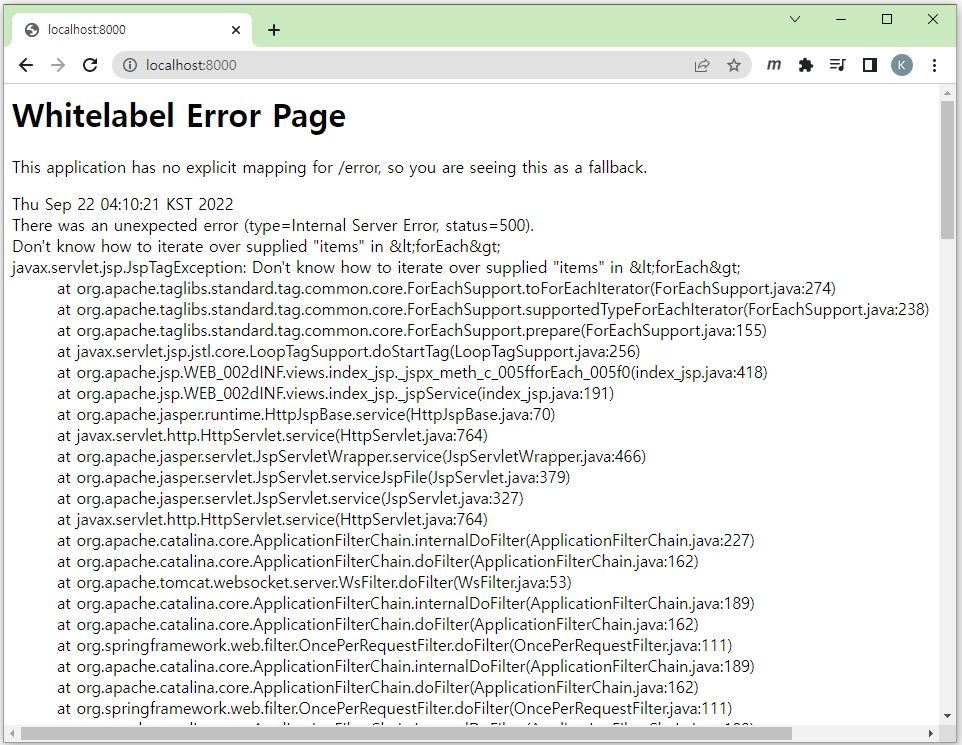 localhost:8000
localhost:8000
m
K
Whitelabel Error Page
This application has no explicit mapping for /error, so you are seeing this as a fallback.
Thu Sep 22 04:10:21 KST 2022
There was an unexpected error (type=Internal Server Error, status=500).
Don't know how to iterate over supplied "items" in &lt;forEach&gt;
javax.servlet.jsp.JspTagException: Don't know how to iterate over supplied "items" in &lt;forEach&gt;
at org.apache.taglibs.standard.tag.common.core.ForEachSupport.toForEachIterator(ForEachSupport.java:274)
at org.apache.taglibs.standard.tag.common.core.ForEachSupport.supportedTypeForEachIterator(ForEachSupport.java:238)
at org.apache.taglibs.standard.tag.common.core.ForEachSupport.prepare(ForEachSupport.java:155)
at javax.servlet.jsp.jstl.core.LoopTagSupport.doStartTag(LoopTagSupport.java:256)
at org.apache.jsp.WEB_002dINF.views.index_jsp._jspx_meth_c_005fforEach_005f0(index_jsp.java:418)
at org.apache.jsp.WEB_002dINF.views.index_jsp._jspService(index_jsp.java:191)
at org.apache.jasper.runtime.HttpJspBase.service(HttpJspBase.java:70)
at javax.servlet.http.HttpServlet.service(HttpServlet.java:764)
at org.apache.jasper.servlet.JspServletWrapper.service(JspServletWrapper.java:466)
at org.apache.jasper.servlet.JspServlet.serviceJspFile(JspServlet.java:379)
at org.apache.jasper.servlet.JspServlet.service(JspServlet.java:327)
at javax.servlet.http.HttpServlet.service(HttpServlet.java:764)
at org.apache.catalina.core.ApplicationFilterChain.internalDoFilter(ApplicationFilterChain.java:227)
at org.apache.catalina.core.ApplicationFilterChain.doFilter(ApplicationFilterChain.java:162)
at org.apache.tomcat.websocket.server.WsFilter.doFilter(WsFilter.java:53)
at org.apache.catalina.core.ApplicationFilterChain.internalDoFilter(ApplicationFilterChain.java:189)
at org.apache.catalina.core.ApplicationFilterChain.doFilter(ApplicationFilterChain.java:162)
at org.springframework.web.filter.OncePerRequestFilter.doFilter(OncePerRequestFilter.java:111)
at org.apache.catalina.core.ApplicationFilterChain.internalDoFilter(ApplicationFilterChain.java:189)
at org.apache.catalina.core.ApplicationFilterChain.doFilter(ApplicationFilterChain.java:162)
at org.springframework.web.filter.OncePerRequestFilter.doFilter(OncePerRequestFilter.java:111)